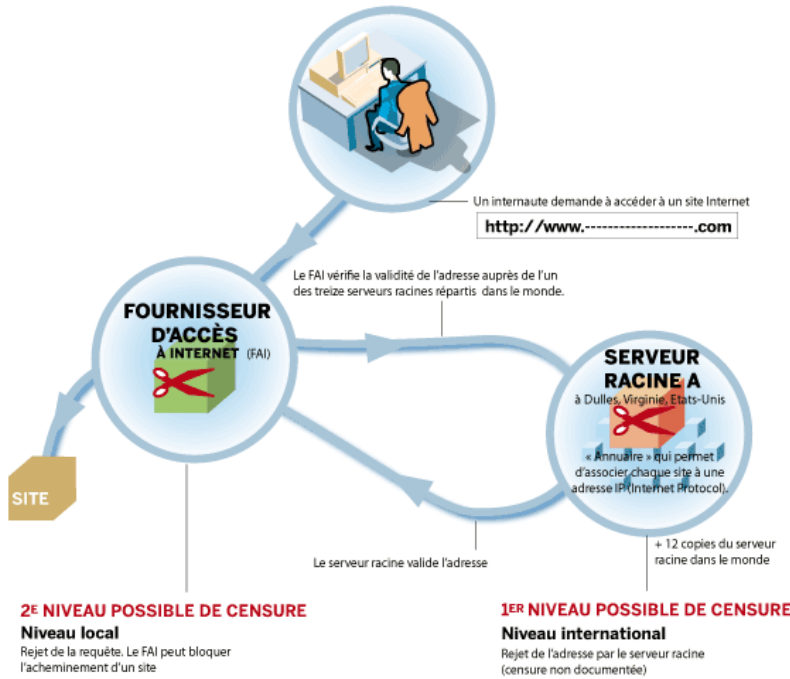 Un internaute demande à accéder à un site Internet
http://www.-------------------.com
Le FAI vérifie la validité de l'adresse auprès de l'un
des treize serveurs racines répartis dans le monde.
FOURNISSEUR
D'ACCÈS
À INTERNET (FAI)
SERVEUR
RACINE A
à Dulles, Virginie, Etats-Unis
« Annuaire » qui permet
d'associer chaque site à une
adresse IP (Internet Protocol).
SITE
Le serveur racine valide l'adresse
+ 12 copies du serveur
racine dans le monde
2E NIVEAU POSSIBLE DE CENSURE
Niveau local
Rejet de la requête. Le FAI peut bloquer
l'acheminement d'un site
1ER NIVEAU POSSIBLE DE CENSURE
Niveau international
Rejet de l'adresse par le serveur racine
(censure non documentée)